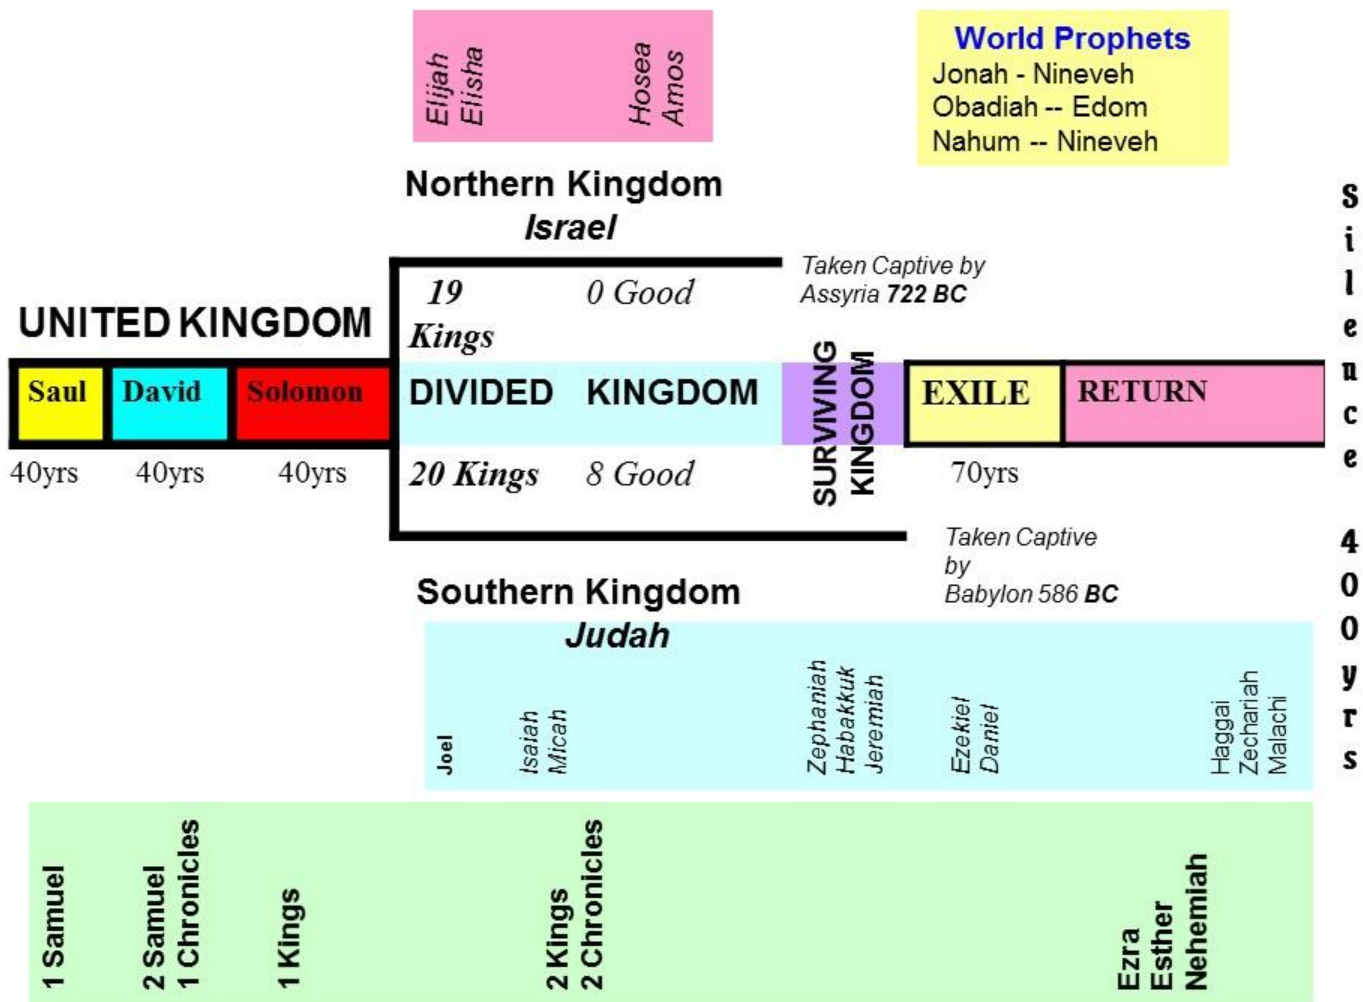 Elijah
Elisha
Hosea
Amos
World Prophets
Jonah - Nineveh
Obadiah -- Edom
Nahum -- Nineveh
Northern Kingdom
Israel
Taken Captive by
Assyria 722 BC
19
Kings
0 Good
UNITED KINGDOM
Saul
David
Solomon
DIVIDED KINGDOM
SURVIVING
KINGDOM
EXILE
RETURN
40yrs
40yrs
40yrs
20 Kings
8 Good
70yrs
Taken Captive
by
Babylon 586 BC
Southern Kingdom
Judah
Joel
Isaiah
Micah
Zephaniah
Habakkuk
Jeremiah
Ezekiel
Daniel
Haggai
Zechariah
Malachi
1 Samuel
2 Samuel
1 Chronicles
1 Kings
2 Kings
2 Chronicles
Ezra
Esther
Nehemiah
Silence 400yrs